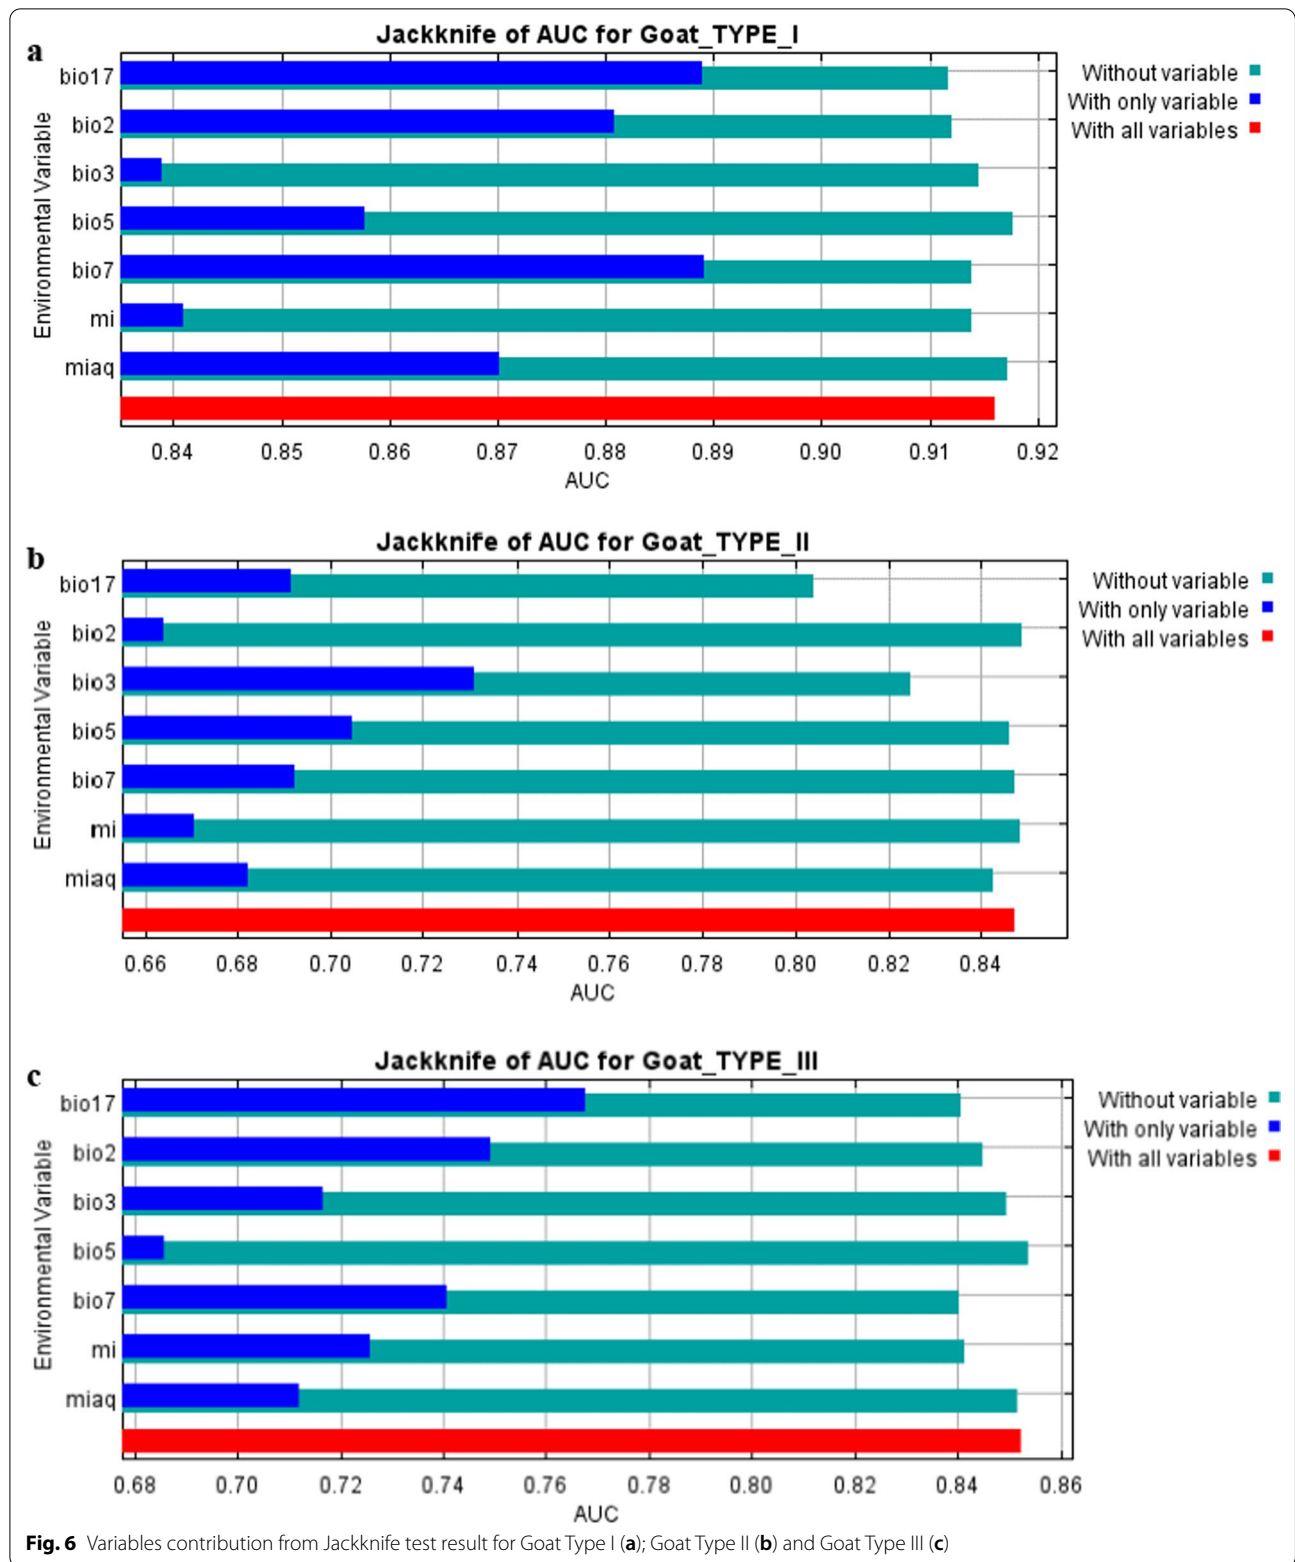 a
Jackknife of AUC for Goat_TYPE_I
Environmental Variable
bio17
bio2
bio3
bio5
bio7
mi
miaq
Without variable
With only variable
With all variables
0.84 0.85 0.86 0.87 0.88 0.89 0.90 0.91 0.92
AUC
b
Jackknife of AUC for Goat_TYPE_II
Environmental Variable
bio17
bio2
bio3
bio5
bio7
mi
miaq
Without variable
With only variable
With all variables
0.66 0.68 0.70 0.72 0.74 0.76 0.78 0.80 0.82 0.84
AUC
c
Jackknife of AUC for Goat_TYPE_III
Environmental Variable
bio17
bio2
bio3
bio5
bio7
mi
miaq
Without variable
With only variable
With all variables
0.68 0.70 0.72 0.74 0.76 0.78 0.80 0.82 0.84 0.86
AUC
Fig. 6 Variables contribution from Jackknife test result for Goat Type I (a); Goat Type II (b) and Goat Type III (c)